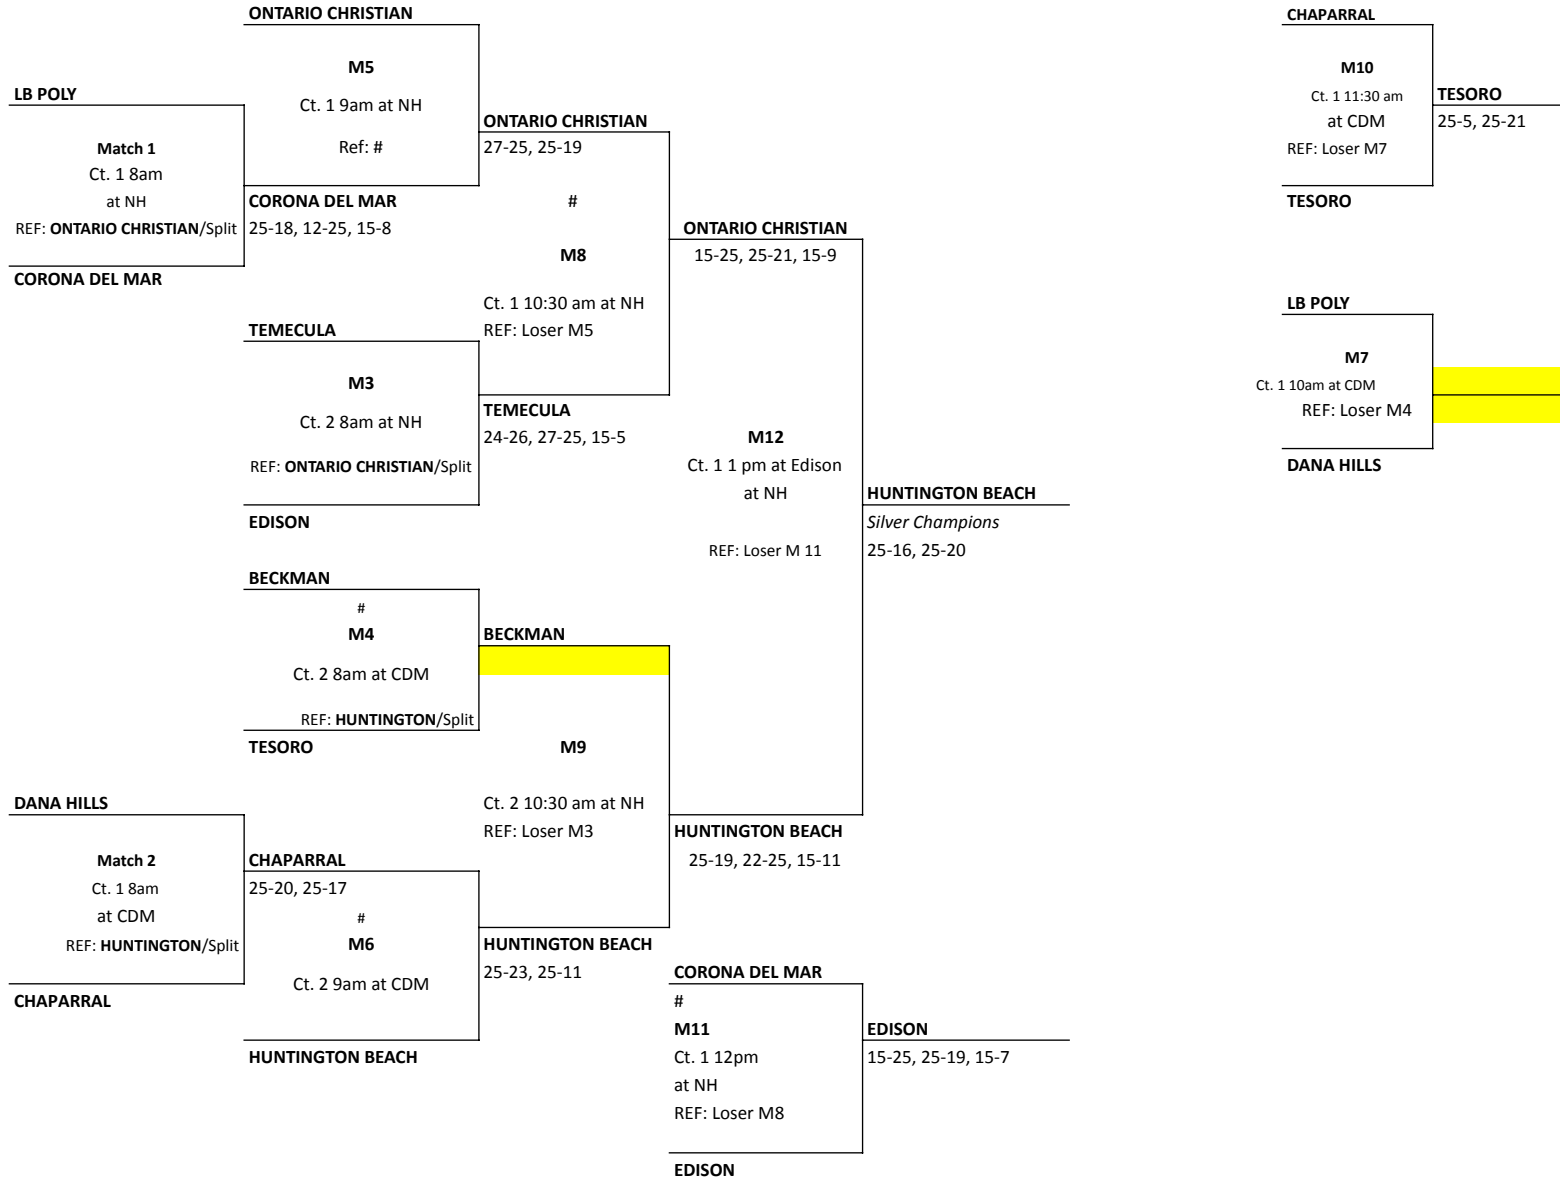 ONTARIO CHRISTIAN
M5
Ct. 1 9am at NH
Ref: #
LB POLY
Match 1
Ct. 1 8am
at NH
REF: ONTARIO CHRISTIAN/Split
CORONA DEL MAR
CORONA DEL MAR
25-18, 12-25, 15-8
ONTARIO CHRISTIAN
27-25, 25-19
#
M8
Ct. 1 10:30 am at NH
REF: Loser M5
TEMECULA
M3
Ct. 2 8am at NH
REF: ONTARIO CHRISTIAN/Split
EDISON
TEMECULA
24-26, 27-25, 15-5
ONTARIO CHRISTIAN
15-25, 25-21, 15-9
M12
Ct. 1 1 pm at Edison
at NH
REF: Loser M 11
HUNTINGTON BEACH
Silver Champions
25-16, 25-20
BECKMAN
#
M4
Ct. 2 8am at CDM
REF: HUNTINGTON/Split
TESORO
BECKMAN
M9
Ct. 2 10:30 am at NH
REF: Loser M3
DANA HILLS
Match 2
Ct. 1 8am
at CDM
REF: HUNTINGTON/Split
CHAPARRAL
CHAPARRAL
25-20, 25-17
#
M6
Ct. 2 9am at CDM
HUNTINGTON BEACH
HUNTINGTON BEACH
25-23, 25-11
HUNTINGTON BEACH
25-19, 22-25, 15-11
CORONA DEL MAR
#
M11
Ct. 1 12pm
at NH
REF: Loser M8
EDISON
EDISON
15-25, 25-19, 15-7
CHAPARRAL
M10
Ct. 1 11:30 am
at CDM
REF: Loser M7
TESORO
TESORO
25-5, 25-21
LB POLY
M7
Ct. 1 10am at CDM
REF: Loser M4
DANA HILLS